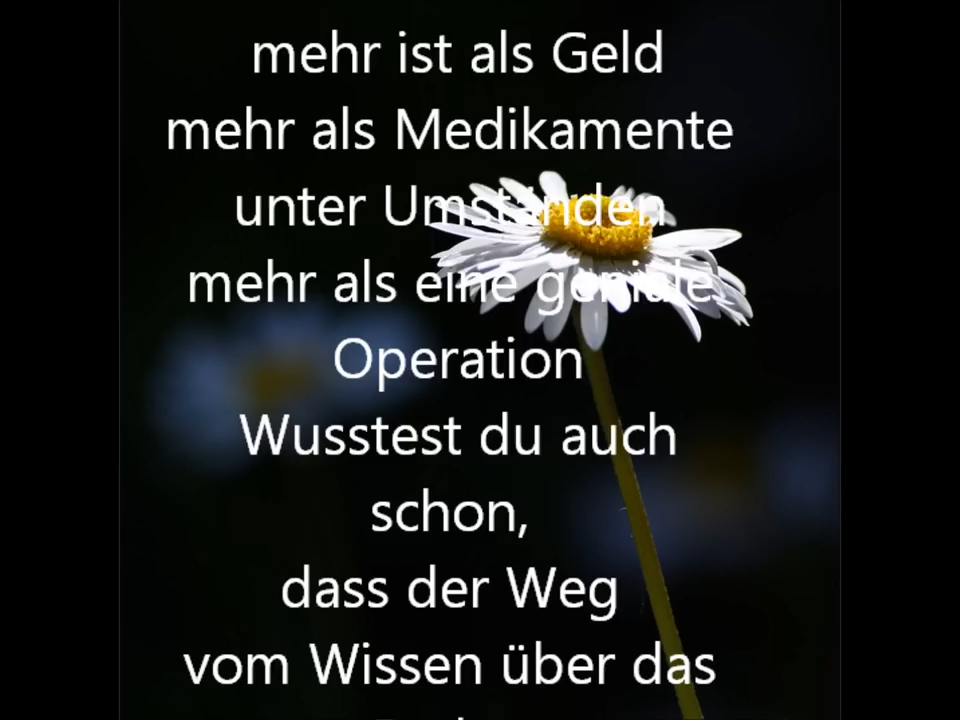 mehr ist als Geld
mehr als Medikamente
unter Umständen
mehr als eine geniale
Operation
Wusstest du auch
schon,
dass der Weg
vom Wissen über das